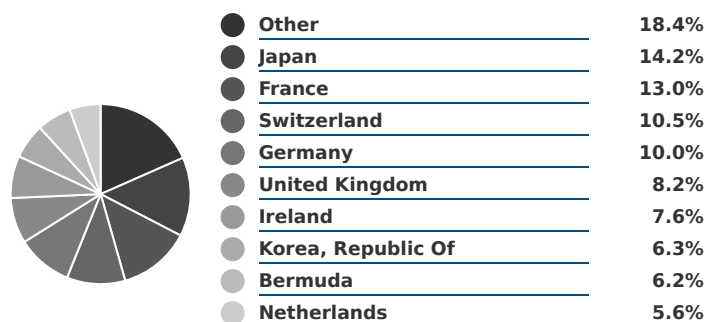 Other 18.4%
Japan 14.2%
France 13.0%
Switzerland 10.5%
Germany 10.0%
United Kingdom 8.2%
Ireland 7.6%
Korea, Republic Of 6.3%
Bermuda 6.2%
Netherlands 5.6%